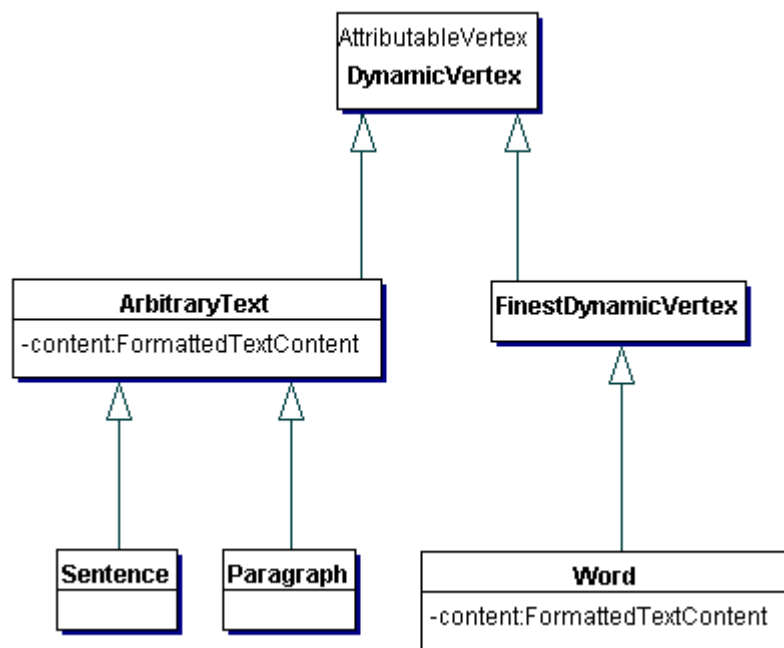 AttributableVertex
DynamicVertex
ArbitraryText
-content:FormattedTextContent
FinestDynamicVertex
Sentence
Paragraph
Word
-content:FormattedTextContent